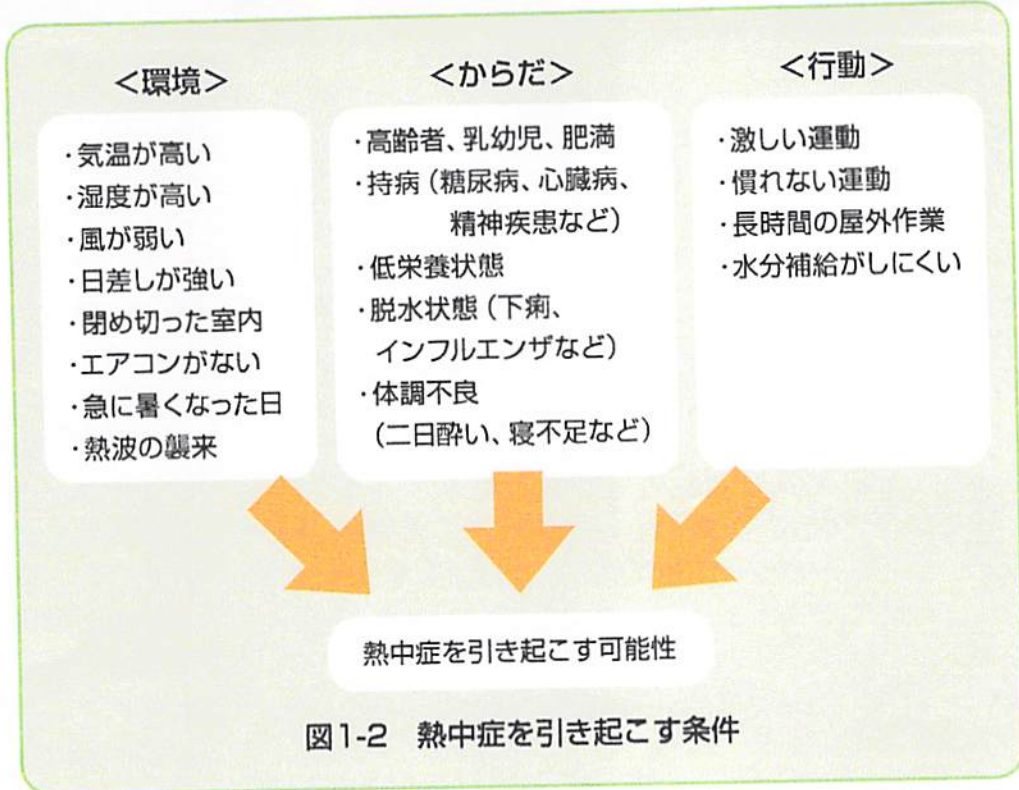 <環境>
・気温が高い
・湿度が高い
・風が弱い
・日差しが強い
・閉め切った室内
・エアコンがない
・急に暑くなった日
・熱波の襲来
<からだ>
・高齢者、乳幼児、肥満
・持病（糖尿病、心臓病、
精神疾患など）
・低栄養状態
・脱水状態（下痢、
インフルエンザなど）
・体調不良
（二日酔い、寝不足など）
<行動>
・激しい運動
・慣れない運動
・長時間の屋外作業
・水分補給がしにくい
熱中症を引き起こす可能性
図1-2 熱中症を引き起こす条件